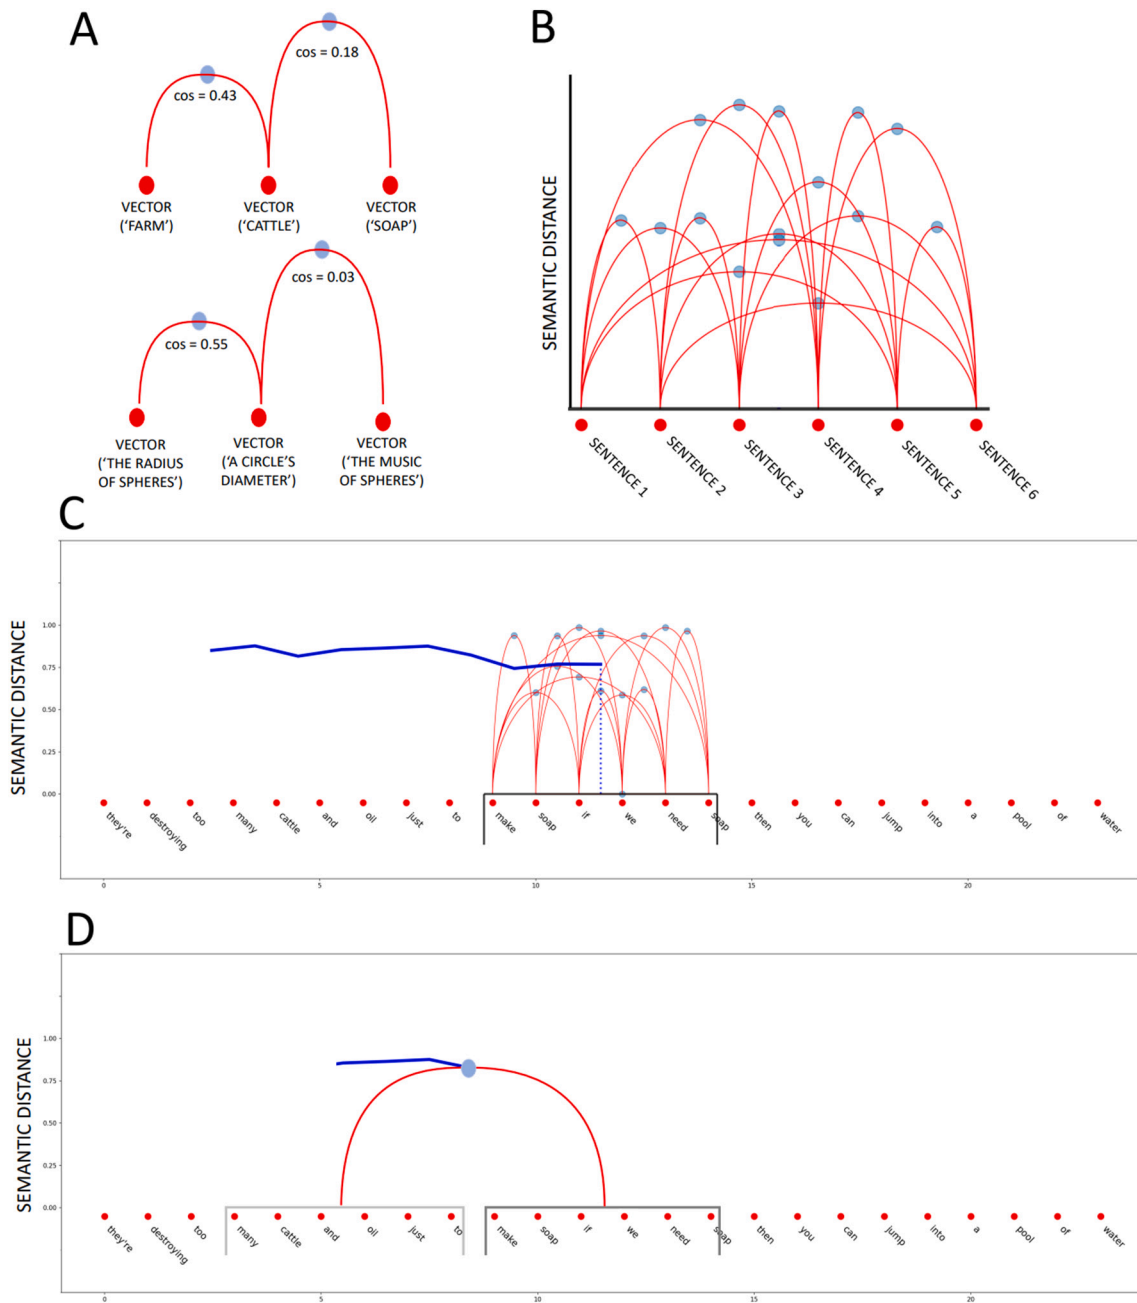 A
cos = 0.18
cos = 0.43
VECTOR
(‘FARM’)
VECTOR
(‘CATTLE’)
VECTOR
(‘SOAP’)
cos = 0.03
cos = 0.55
VECTOR
(‘THE RADIUS
OF SPHERES’)
VECTOR
(‘A CIRCLE’S
DIAMETER’)
VECTOR
(‘THE MUSIC
OF SPHERES’)
B
SEMANTIC DISTANCE
SENTENCE 1
SENTENCE 2
SENTENCE 3
SENTENCE 4
SENTENCE 5
SENTENCE 6
C
SEMANTIC DISTANCE
1.00
0.75
0.50
0.25
0.00
they're
destroying
too
many
cattle
and
oil
just
to
make
soap
if
we
need
soap
then
you
can
jump
into
a
pool
of
water
0
5
10
15
20
D
SEMANTIC DISTANCE
1.00
0.75
0.50
0.25
0.00
they're
destroying
too
many
cattle
and
oil
just
to
make
soap
if
we
need
soap
then
you
can
jump
into
a
pool
of
water
0
5
10
15
20